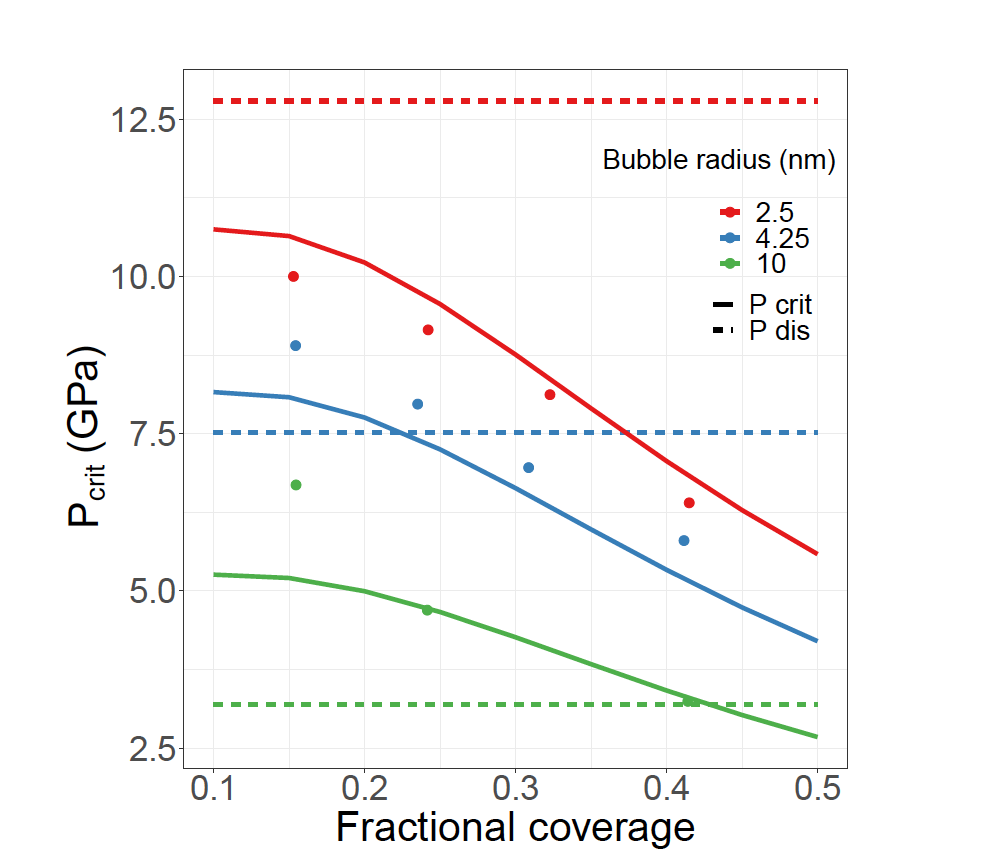 12.5
10.0
7.5
5.0
2.5
P_crit (GPa)
Bubble radius (nm)
2.5
4.25
10
P crit
P dis
0.1 0.2 0.3 0.4 0.5
Fractional coverage